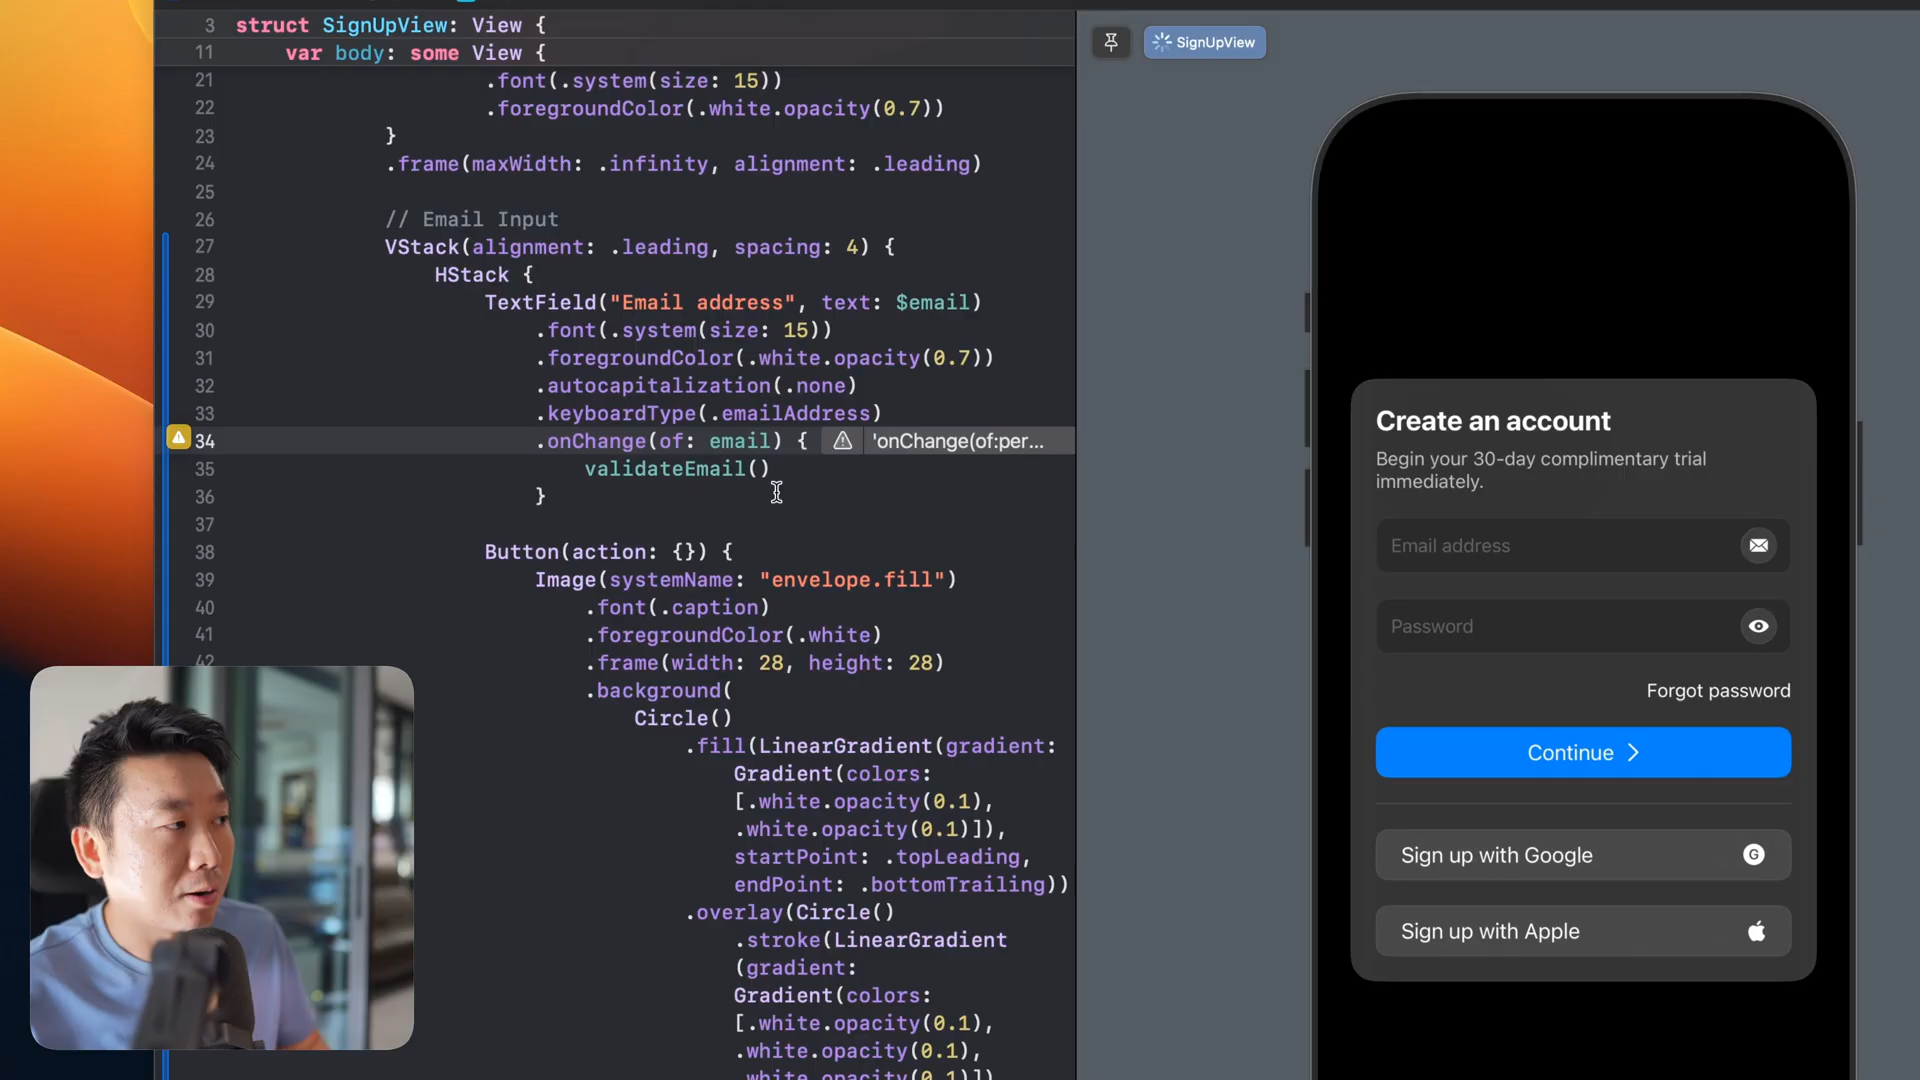 3 struct SignUpView: View {
11 var body: some View {
21 .font(.system(size: 15))
22 .foregroundColor(.white.opacity(0.7))
23 }
24 .frame(maxWidth: .infinity, alignment: .leading)
25
26 // Email Input
27 VStack(alignment: .leading, spacing: 4) {
28 HStack {
29 TextField("Email address", text: $email)
30 .font(.system(size: 15))
31 .foregroundColor(.white.opacity(0.7))
32 .autocapitalization(.none)
33 .keyboardType(.emailAddress)
34 .onChange(of: email) { 'onChange(of:per...
35 validateEmail()
36 }
37
38 Button(action: {}) {
39 Image(systemName: "envelope.fill")
40 .font(.caption)
41 .foregroundColor(.white)
42 .frame(width: 28, height: 28)
.background(
Circle()
.fill(LinearGradient(gradient:
Gradient(colors:
[.white.opacity(0.1),
.white.opacity(0.1)]),
startPoint: .topLeading,
endPoint: .bottomTrailing))
.overlay(Circle()
.stroke(LinearGradient
(gradient:
Gradient(colors:
[.white.opacity(0.1),
.white.opacity(0.1),
.white.opacity(0.1)])
SignUpView
Create an account
Begin your 30-day complimentary trial
immediately.
Email address
Password
Forgot password
Continue
Sign up with Google
G
Sign up with Apple